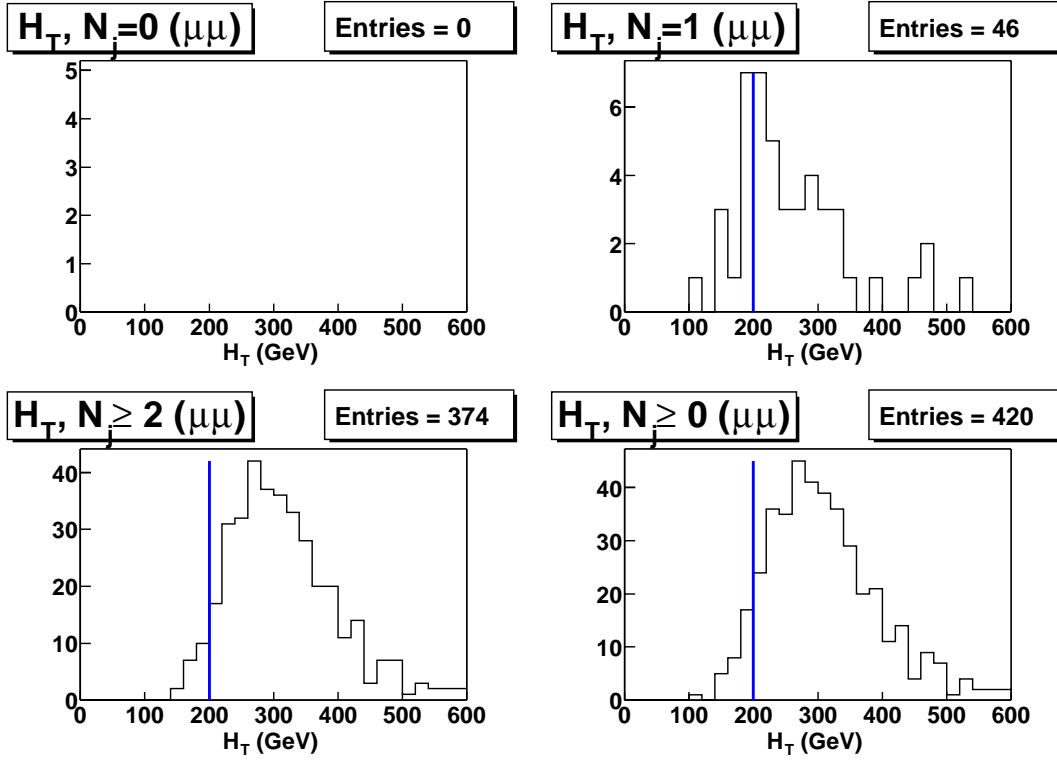 H_T, N_j=0 (μμ)
Entries = 0
5
4
3
2
1
0
0 100 200 300 400 500 600
H_T (GeV)
H_T, N_j=1 (μμ)
Entries = 46
6
4
2
0
0 100 200 300 400 500 600
H_T (GeV)
H_T, N_j≥ 2 (μμ)
Entries = 374
40
30
20
10
0
0 100 200 300 400 500 600
H_T (GeV)
H_T, N_j≥ 0 (μμ)
Entries = 420
40
30
20
10
0
0 100 200 300 400 500 600
H_T (GeV)